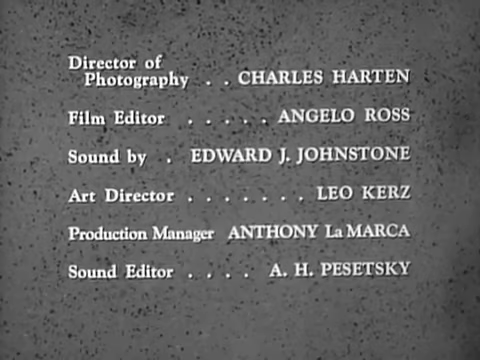 Director of
Photography . . CHARLES HARTEN
Film Editor . . . . . ANGELO ROSS
Sound by . EDWARD J. JOHNSTONE
Art Director . . . . . . . LEO KERZ
Production Manager ANTHONY La MARCA
Sound Editor . . . . A. H. PESETSKY